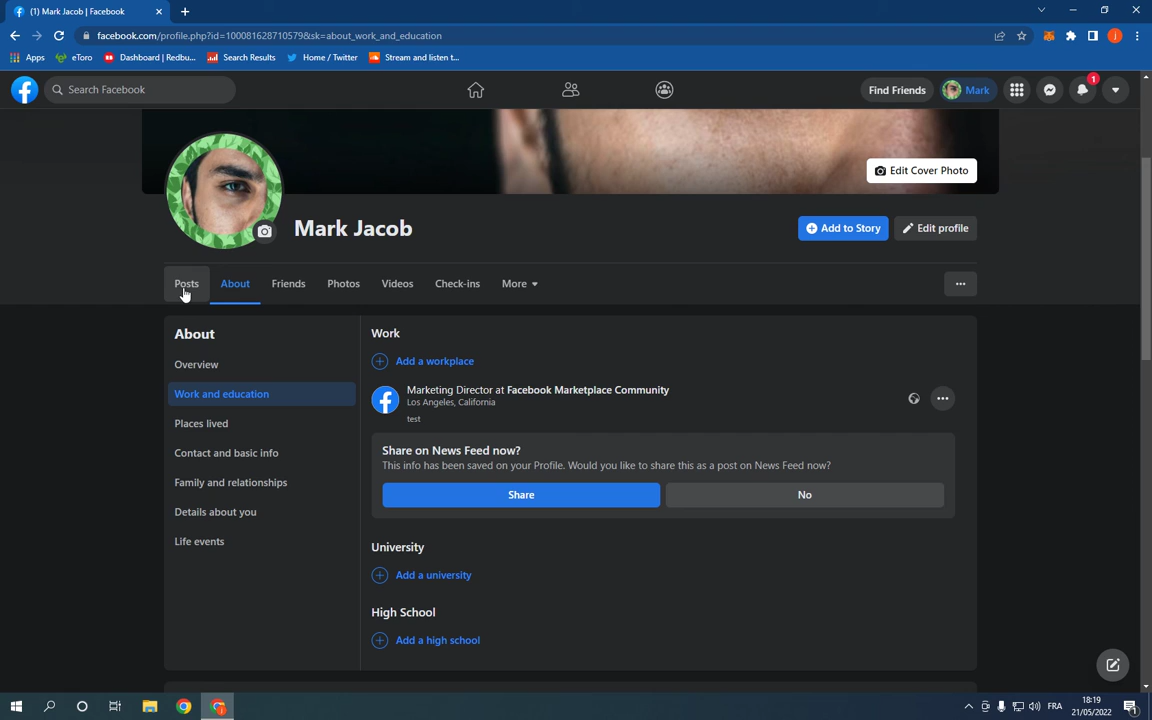 (1) Mark Jacob | Facebook
facebook.com/profile.php?id=100081628710579&sk=about_work_and_education
Apps eToro Dashboard | Redbu... Search Results Home / Twitter Stream and listen t...
Search Facebook
Find Friends
Mark
1
Edit Cover Photo
Mark Jacob
Add to Story
Edit profile
Posts About Friends Photos Videos Check-ins More
About
Overview
Work and education
Places lived
Contact and basic info
Family and relationships
Details about you
Life events
Work
Add a workplace
Marketing Director at Facebook Marketplace Community
Los Angeles, California
test
Share on News Feed now?
This info has been saved on your Profile. Would you like to share this as a post on News Feed now?
Share
No
University
Add a university
High School
Add a high school
FRA
18:19
21/05/2022
1